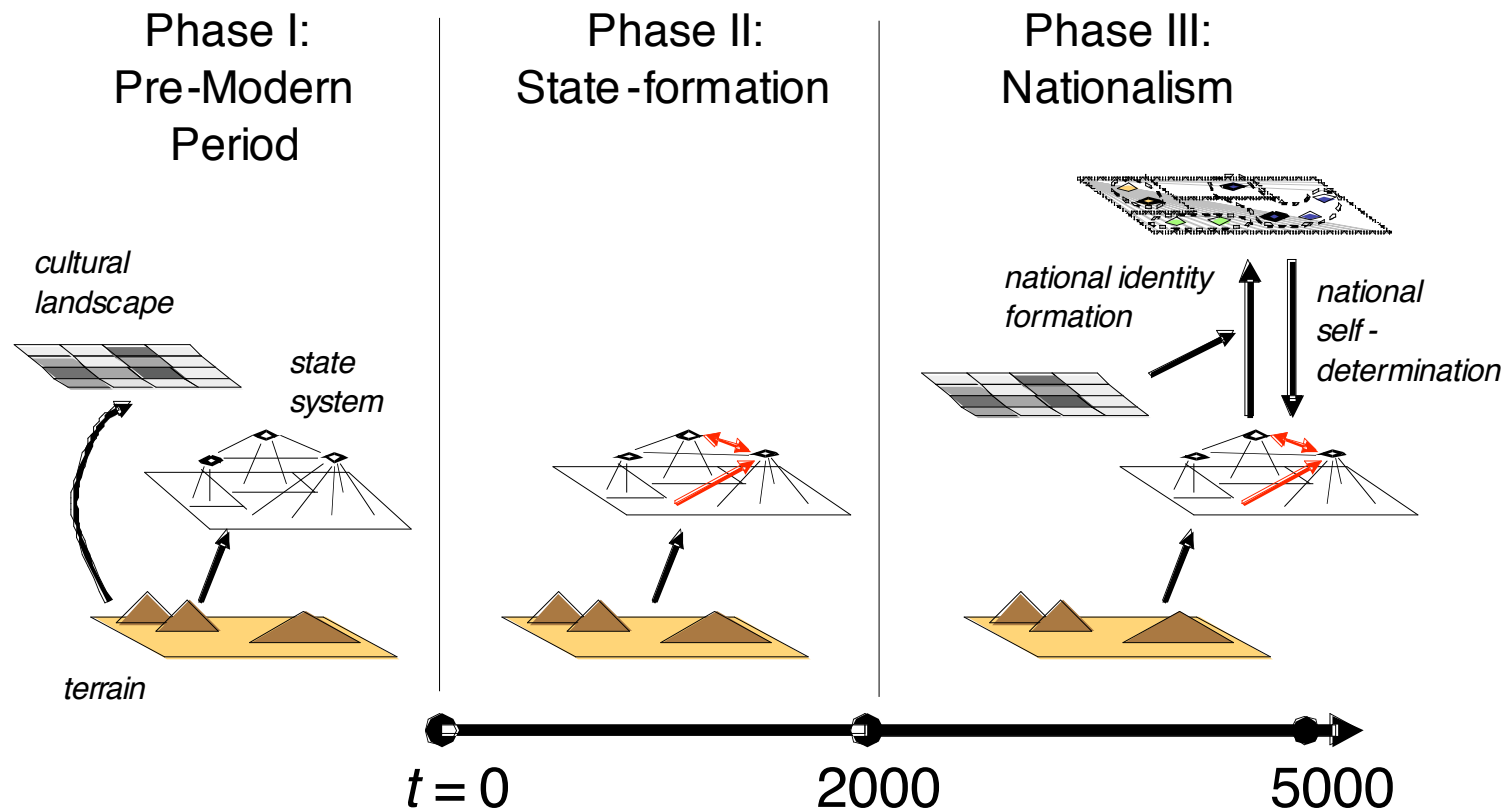 Phase I:
Pre-Modern
Period
Phase II:
State-formation
Phase III:
Nationalism
cultural
landscape
state
system
terrain
national identity
formation
national
self-
determination
t = 0
2000
5000